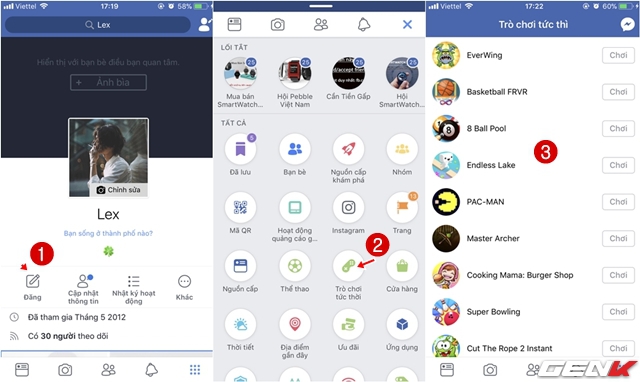 Viettel
17:19
58%
Lex
Hiển thị với bạn bè điều bạn quan tâm.
+ Ảnh bìa
Chỉnh sửa
Lex
Bạn sống ở thành phố nào?
1
Đăng
Cập nhật
thông tin
Nhật ký hoạt
động
Khác
Đã tham gia Tháng 5 2012
Có 30 người theo dõi
LỐI TẮT
25
25
25
Mua bán
SmartWatch...
Hội Pebble
Việt Nam
Cần Tiền Gấp
Hội
SmartWatch...
TẤT CẢ
5
Đã lưu
Bạn bè
Nguồn cấp
khám phá
Nhóm
13
Mã QR
Hoạt động
quảng cáo g...
Instagram
Trang
2
Nguồn cấp
Thể thao
Trò chơi
tức thời
Cửa hàng
Thời tiết
Địa điểm
gần đây
Ưu đãi
Ứng dụng
Viettel
17:22
60%
Trò chơi tức thì
EverWing
Chơi
Basketball FRVR
Chơi
8 Ball Pool
Chơi
3
Endless Lake
Chơi
PAC-MAN
Chơi
Master Archer
Chơi
Cooking Mama: Burger Shop
Chơi
Super Bowling
Chơi
Cut The Rope 2 Instant
Chơi
GENK